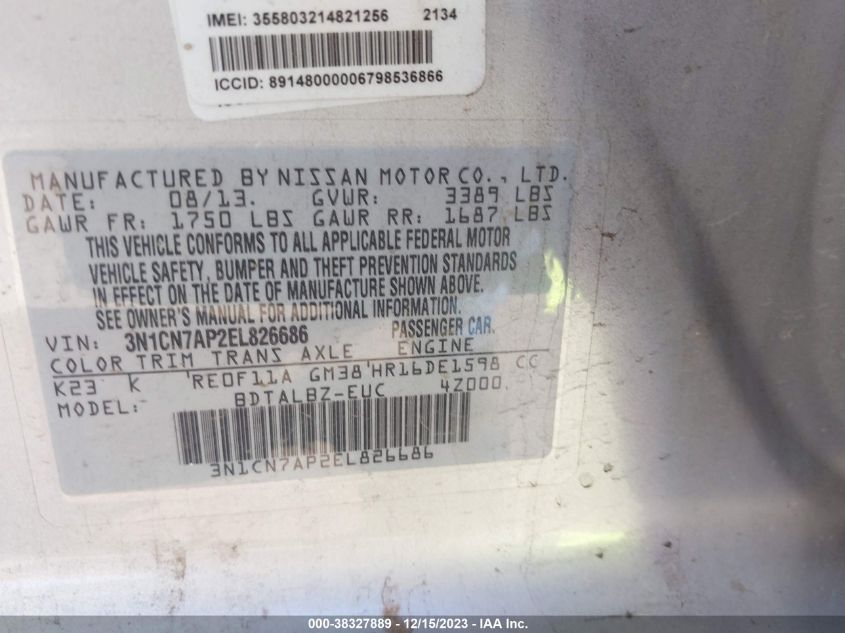 IMEI: 355803214821256 2134
ICCID: 89148000006798536866
MANUFACTURED BY NISSAN MOTOR CO., LTD.
DATE: 08/13. GVWR: 3389 LBS
GAWR FR: 1750 LBS GAWR RR: 1687 LBS
THIS VEHICLE CONFORMS TO ALL APPLICABLE FEDERAL MOTOR
VEHICLE SAFETY, BUMPER AND THEFT PREVENTION STANDARDS
IN EFFECT ON THE DATE OF MANUFACTURE SHOWN ABOVE.
SEE OWNER'S MANUAL FOR ADDITIONAL INFORMATION.
VIN: 3N1CN7AP2EL826686 PASSENGER CAR.
COLOR TRIM TRANS AXLE ENGINE
K23 K RE0F11A GM38 HR16DE1598 CC
MODEL: BDTALBZ-EUC 4Z000
3N1CN7AP2EL826686
000-38327889 - 12/15/2023 - IAA Inc.